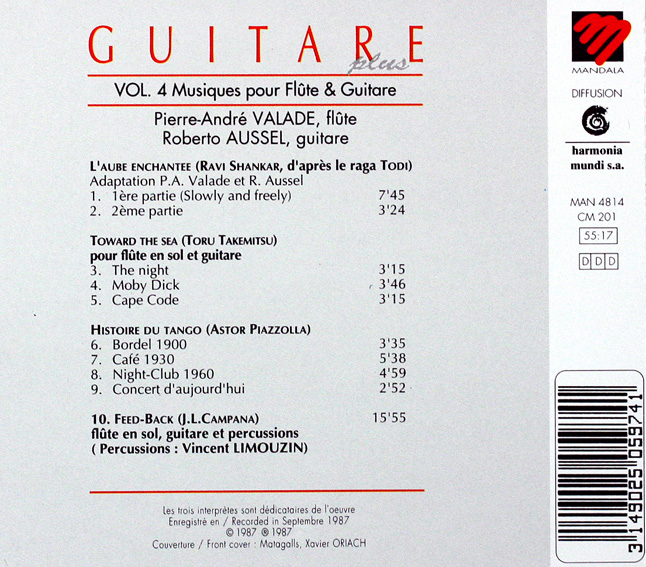 GUITARE
plus
VOL. 4 Musiques pour Flûte & Guitare
Pierre-André VALADE, flûte
Roberto AUSSEL, guitare
L'AUBE ENCHANTEE (RAVI SHANKAR, d'après le raga TODI)
Adaptation P.A. Valade et R. Aussel
1. 1ère partie (Slowly and freely) 7'45
2. 2ème partie 3'24
TOWARD THE SEA (TORU TAKEMITSU)
pour flûte en sol et guitare
3. The night 3'15
4. Moby Dick 3'46
5. Cape Code 3'15
HISTOIRE DU TANGO (ASTOR PIAZZOLLA)
6. Bordel 1900 3'35
7. Café 1930 5'38
8. Night-Club 1960 4'59
9. Concert d'aujourd'hui 2'52
10. FEED-BACK (J.L.CAMPANA) 15'55
flûte en sol, guitare et percussions
( Percussions : Vincent LIMOUZIN)
Les trois interprètes sont dédicataires de l'oeuvre
Enregistré en / Recorded in Septembre 1987
© 1987 ℗ 1987
Couverture / Front cover : Matagalls, Xavier ORIACH
MANDALA
DIFFUSION
harmonia
mundi s.a.
MAN 4814
CM 201
55:17
D D D
3 149025 059741